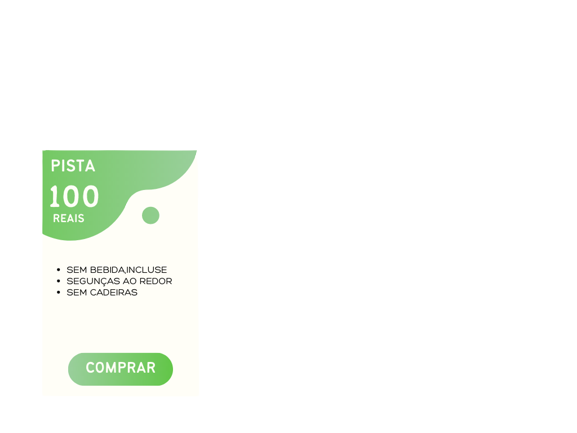 PISTA
100
REAIS
• SEM BEBIDA,INCLUSE
• SEGUNÇAS AO REDOR
• SEM CADEIRAS
COMPRAR